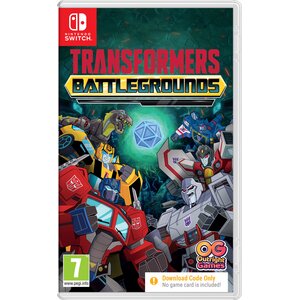 NINTENDO
SWITCH
TRANSFORMERS
BATTLEGROUNDS
7
www.pegi.info
Download Code Only
No game card is included!
OG
Outright
Games